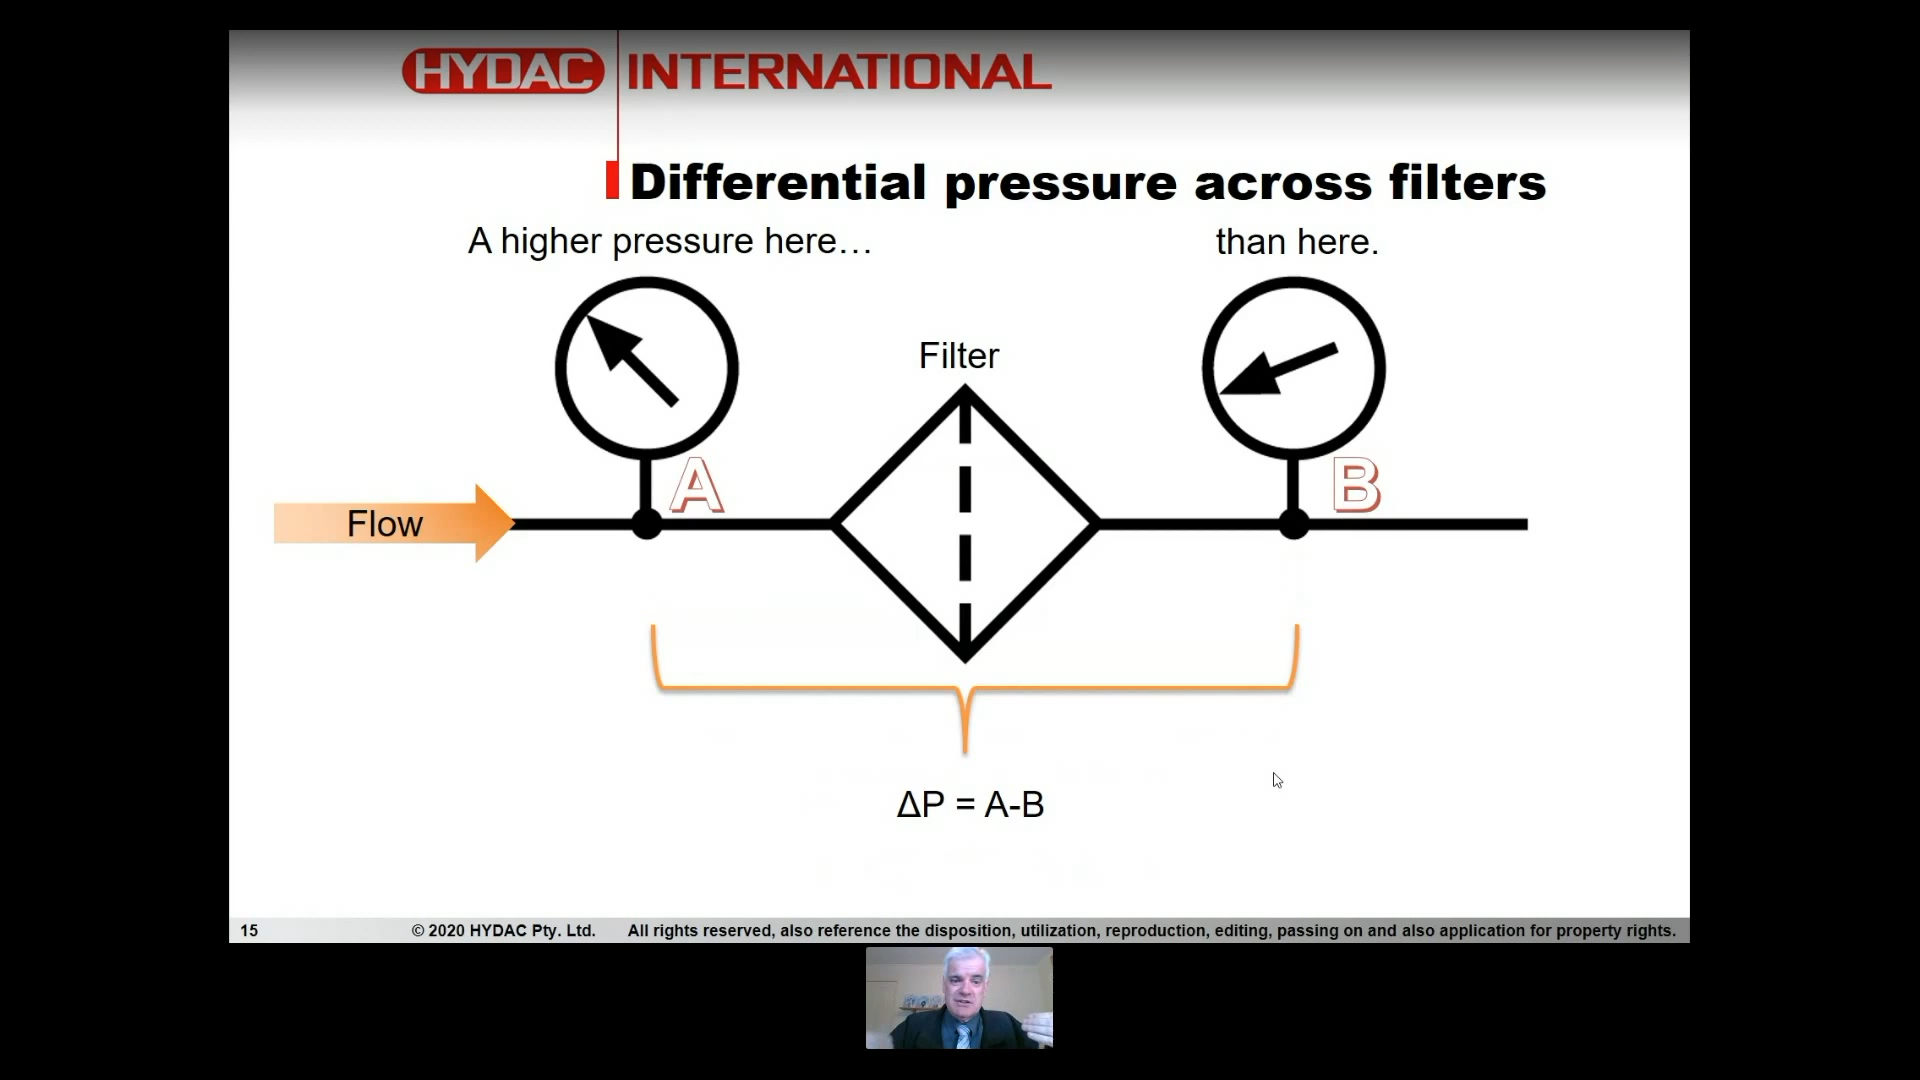 HYDAC INTERNATIONAL
Differential pressure across filters
A higher pressure here…
than here.
Filter
A
B
Flow
ΔP = A-B
15 © 2020 HYDAC Pty. Ltd. All rights reserved, also reference the disposition, utilization, reproduction, editing, passing on and also application for property rights.